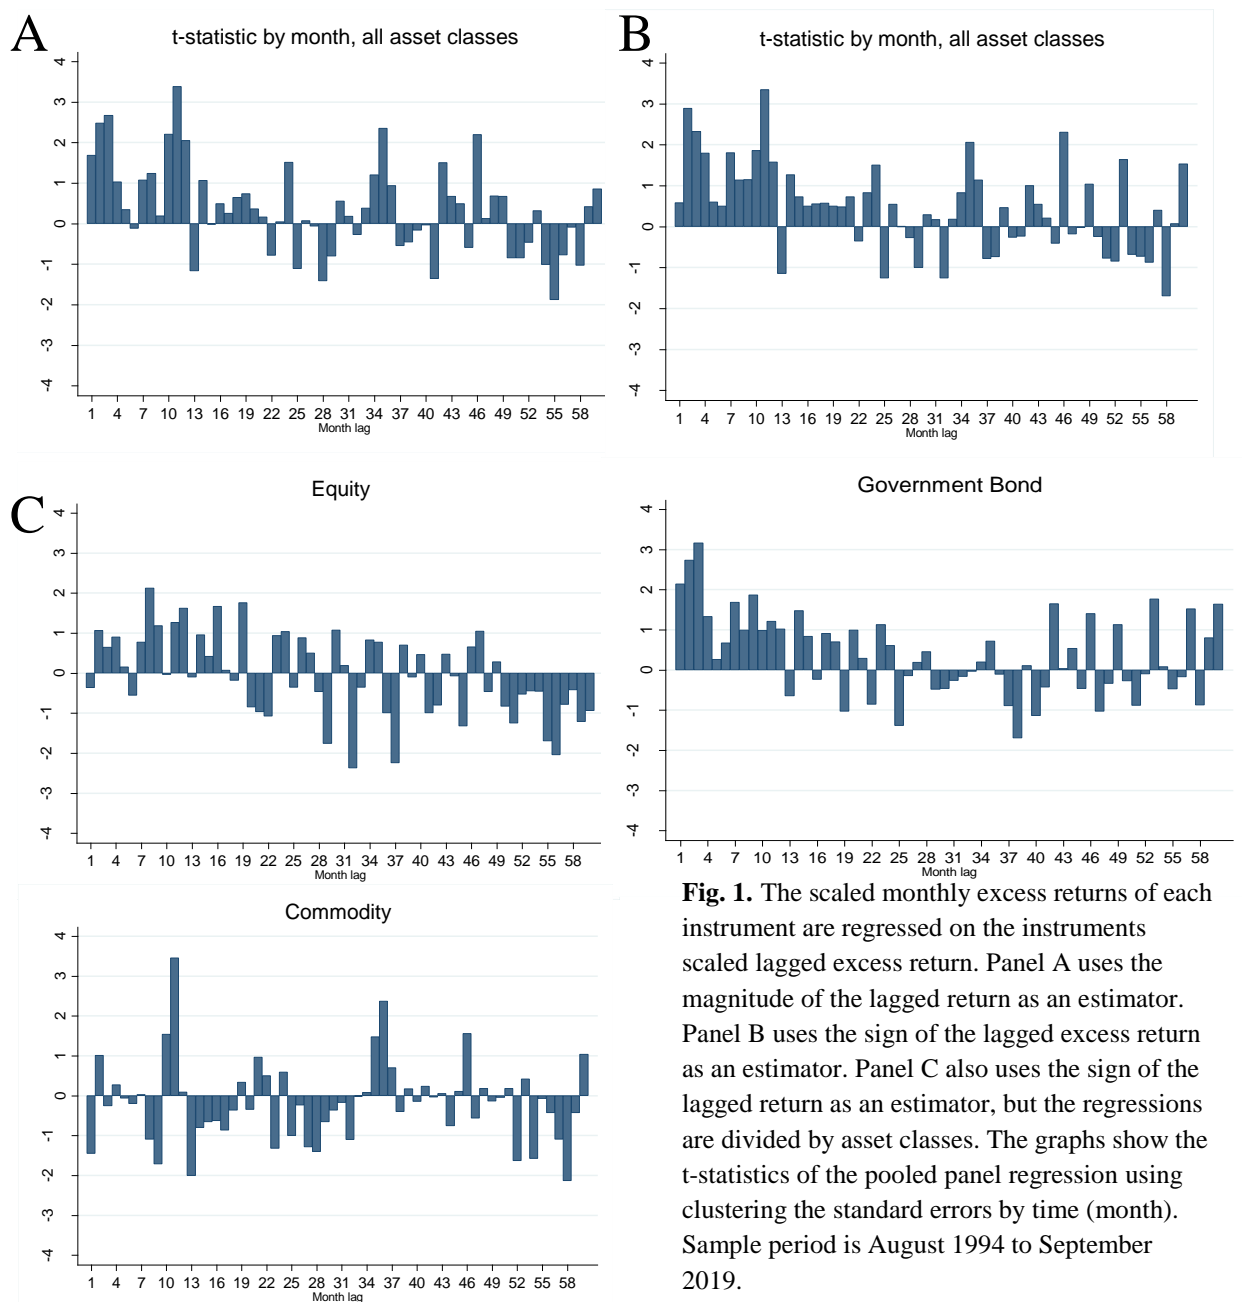 A
t-statistic by month, all asset classes
4
3
2
1
0
-1
-2
-3
-4
1 4 7 10 13 16 19 22 25 28 31 34 37 40 43 46 49 52 55 58
Month lag
B
t-statistic by month, all asset classes
4
3
2
1
0
-1
-2
-3
-4
1 4 7 10 13 16 19 22 25 28 31 34 37 40 43 46 49 52 55 58
Month lag
C
Equity
4
3
2
1
0
-1
-2
-3
-4
1 4 7 10 13 16 19 22 25 28 31 34 37 40 43 46 49 52 55 58
Month lag
Government Bond
4
3
2
1
0
-1
-2
-3
-4
1 4 7 10 13 16 19 22 25 28 31 34 37 40 43 46 49 52 55 58
Month lag
Commodity
4
3
2
1
0
-1
-2
-3
-4
1 4 7 10 13 16 19 22 25 28 31 34 37 40 43 46 49 52 55 58
Month lag
Fig. 1. The scaled monthly excess returns of each
instrument are regressed on the instruments
scaled lagged excess return. Panel A uses the
magnitude of the lagged return as an estimator.
Panel B uses the sign of the lagged excess return
as an estimator. Panel C also uses the sign of the
lagged return as an estimator, but the regressions
are divided by asset classes. The graphs show the
t-statistics of the pooled panel regression using
clustering the standard errors by time (month).
Sample period is August 1994 to September
2019.